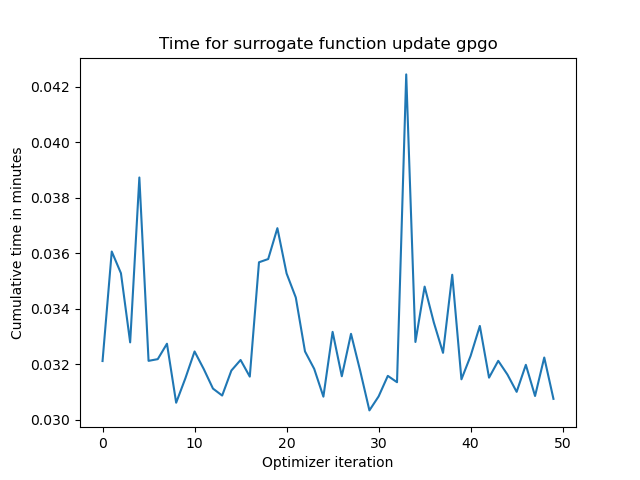 Time for surrogate function update gpgo
Cumulative time in minutes
0.042
0.040
0.038
0.036
0.034
0.032
0.030
0 10 20 30 40 50
Optimizer iteration